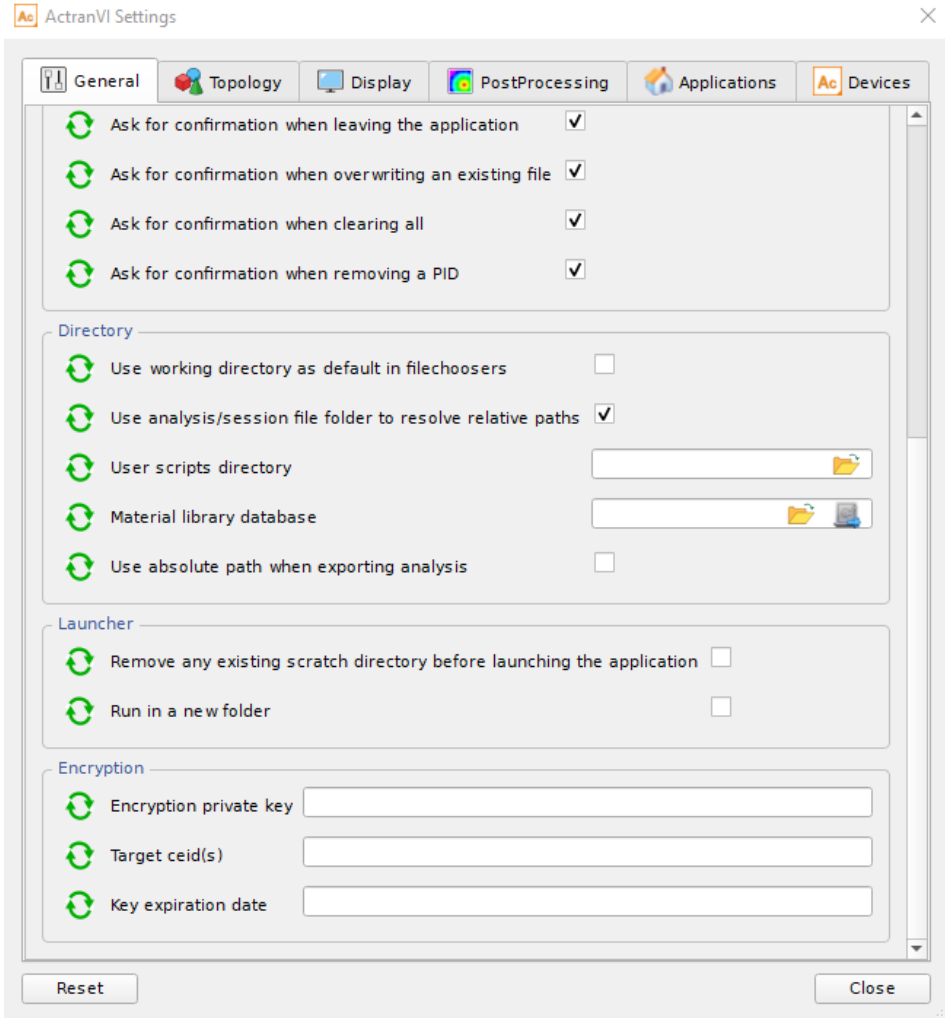 Ac ActranVI Settings
General Topology Display PostProcessing Applications Ac Devices
Ask for confirmation when leaving the application
Ask for confirmation when overwriting an existing file
Ask for confirmation when clearing all
Ask for confirmation when removing a PID
Directory
Use working directory as default in filechoosers
Use analysis/session file folder to resolve relative paths
User scripts directory
Material library database
Use absolute path when exporting analysis
Launcher
Remove any existing scratch directory before launching the application
Run in a new folder
Encryption
Encryption private key
Target ceid(s)
Key expiration date
Reset Close